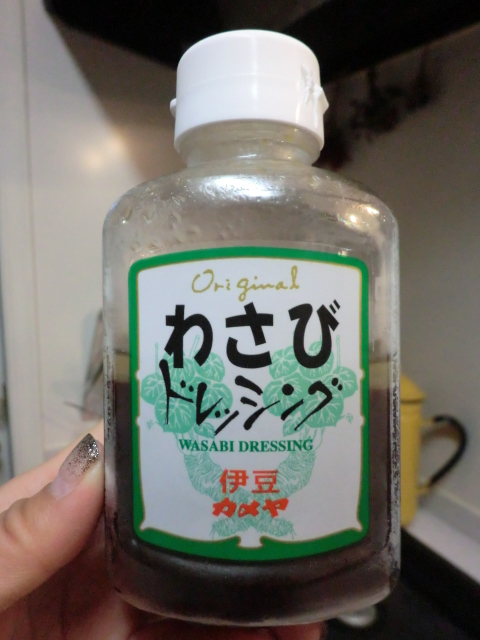 Original
わさび
ドレッシング
WASABI DRESSING
伊豆
カメヤ